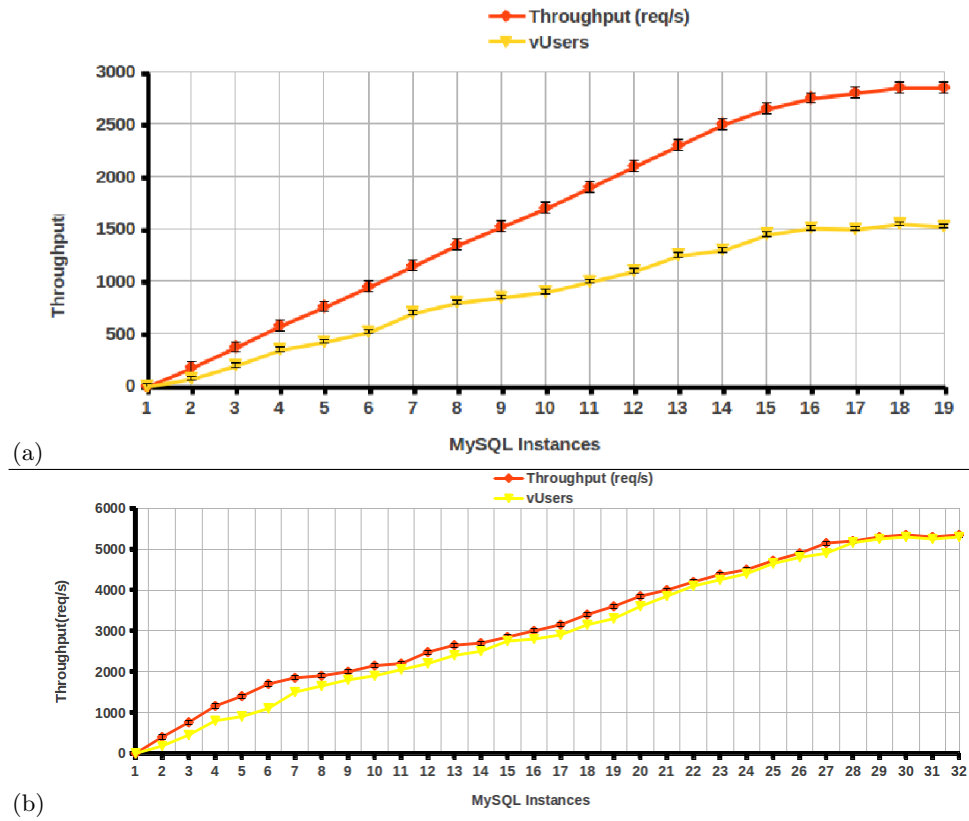 Throughput (req/s)
vUsers
3000
2500
2000
1500
1000
500
0
Throughput
1 2 3 4 5 6 7 8 9 10 11 12 13 14 15 16 17 18 19
MySQL Instances
(a)
Throughput (req/s)
vUsers
6000
5000
4000
3000
2000
1000
0
Throughput(req/s)
1 2 3 4 5 6 7 8 9 10 11 12 13 14 15 16 17 18 19 20 21 22 23 24 25 26 27 28 29 30 31 32
MySQL Instances
(b)